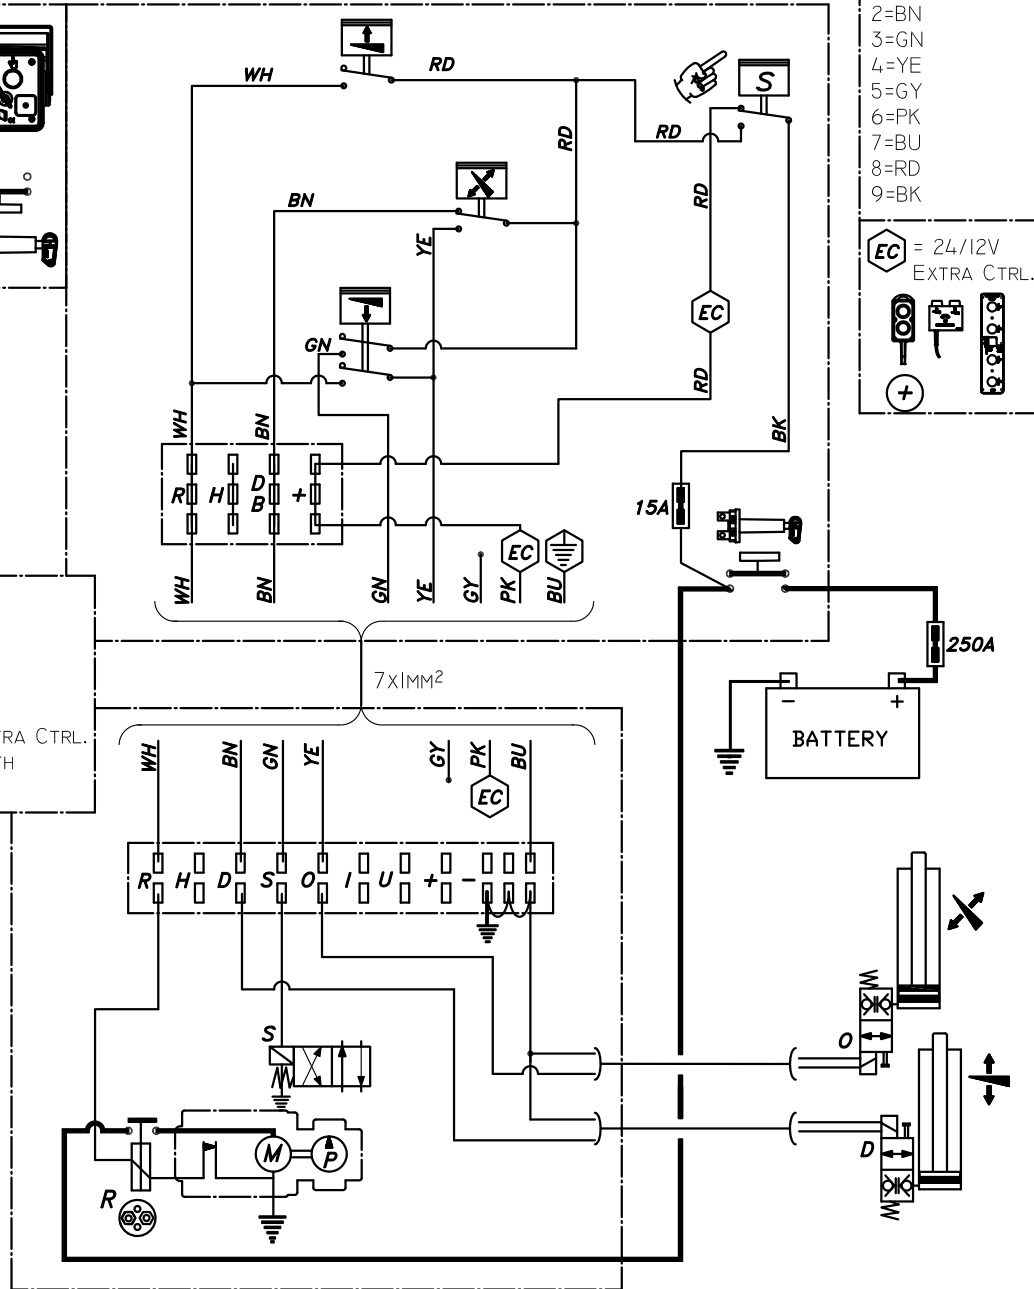 2=BN
3=GN
4=YE
5=GY
6=PK
7=BU
8=RD
9=BK
WH
RD
S
RD
RD
RD
BN
YE
EC = 24/12V
EXTRA CTRL.
EC
GN
RD
+
WH
BN
BK
R
H
D
B
+
15A
EC
WH
BN
GN
YE
GY
PK
BU
250A
7X1MM²
- +
BATTERY
TRA CTRL.
TH
WH
BN
GN
YE
GY
PK
BU
EC
R
H
D
S
O
I
U
+
-
S
O
M
P
D
R